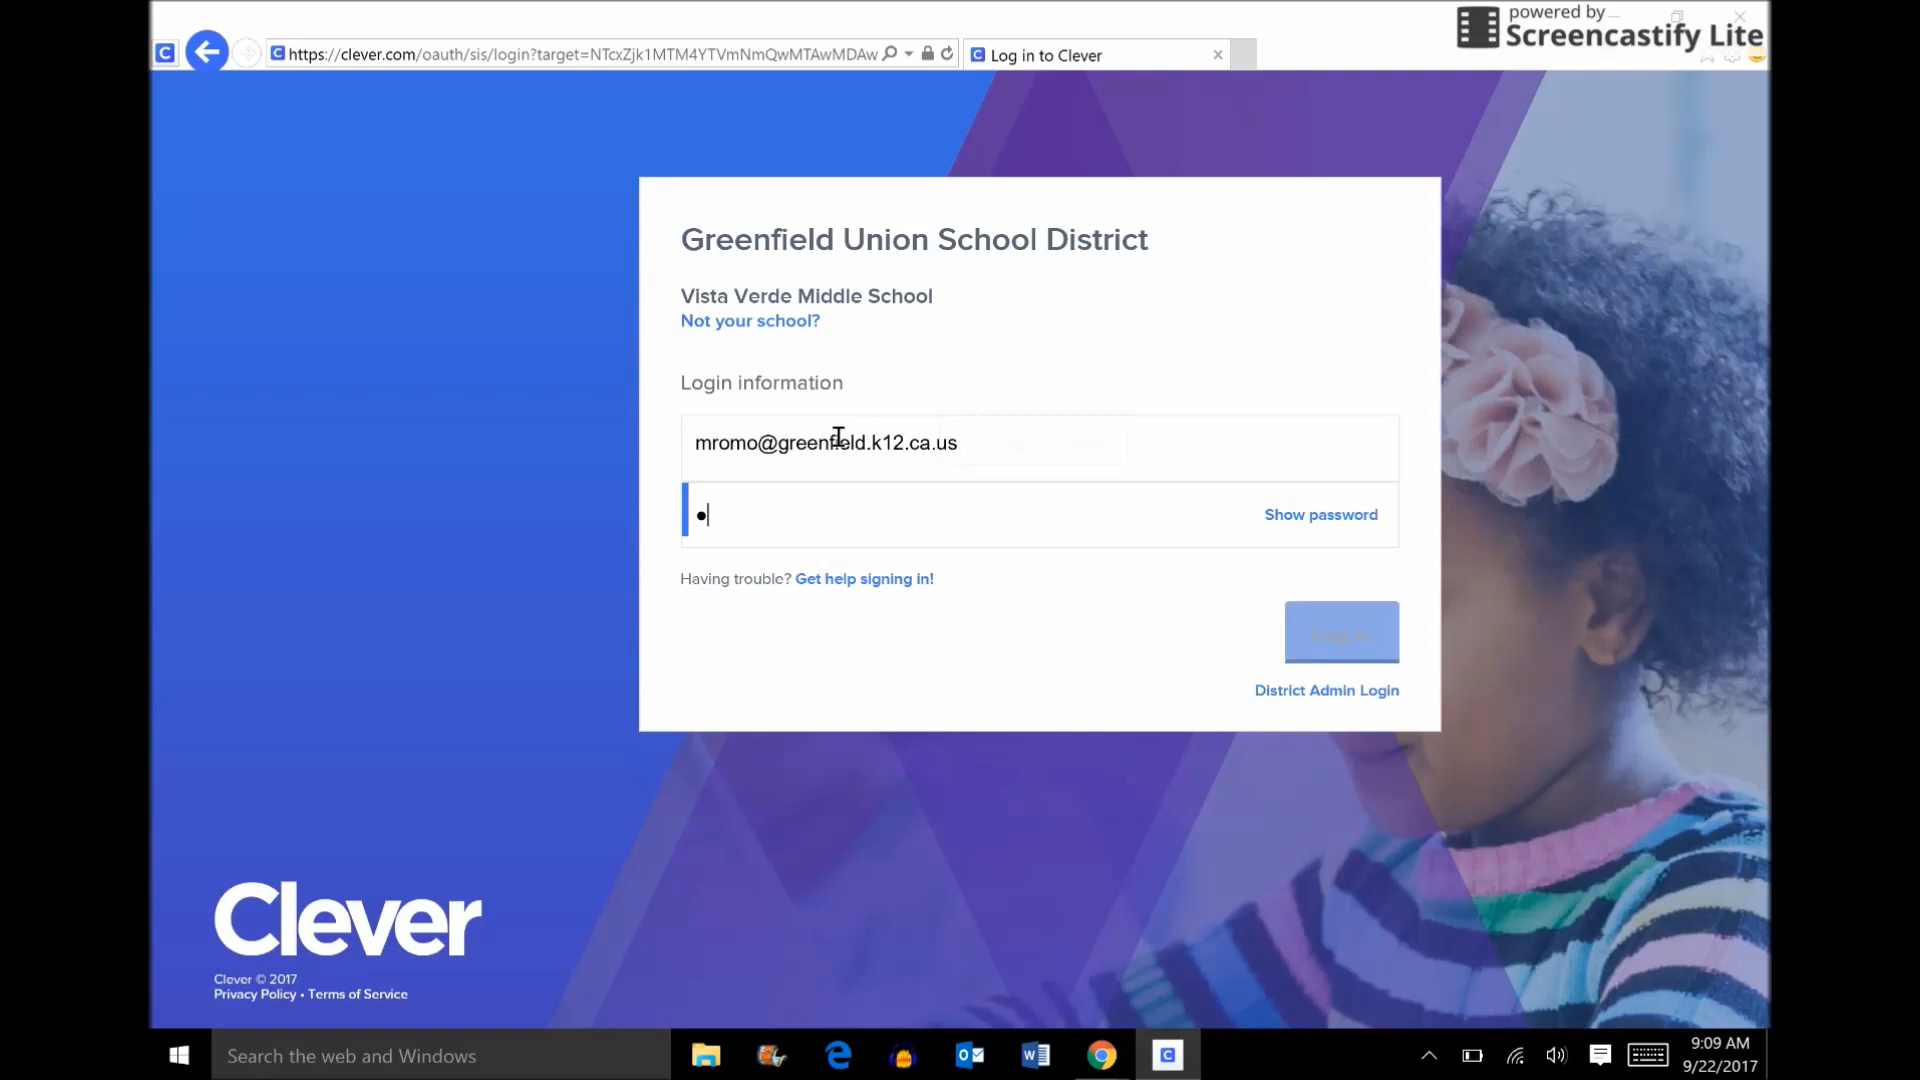 powered by
Screencastify Lite
https://clever.com/oauth/sis/login?target=NTcxZjk1MTM4YTVmNmQwMTAwMDAw
Log in to Clever
Greenfield Union School District
Vista Verde Middle School
Not your school?
Login information
mromo@greenfield.k12.ca.us
Show password
Having trouble? Get help signing in!
Log in
District Admin Login
Clever
Clever © 2017
Privacy Policy • Terms of Service
Search the web and Windows
9:09 AM
9/22/2017